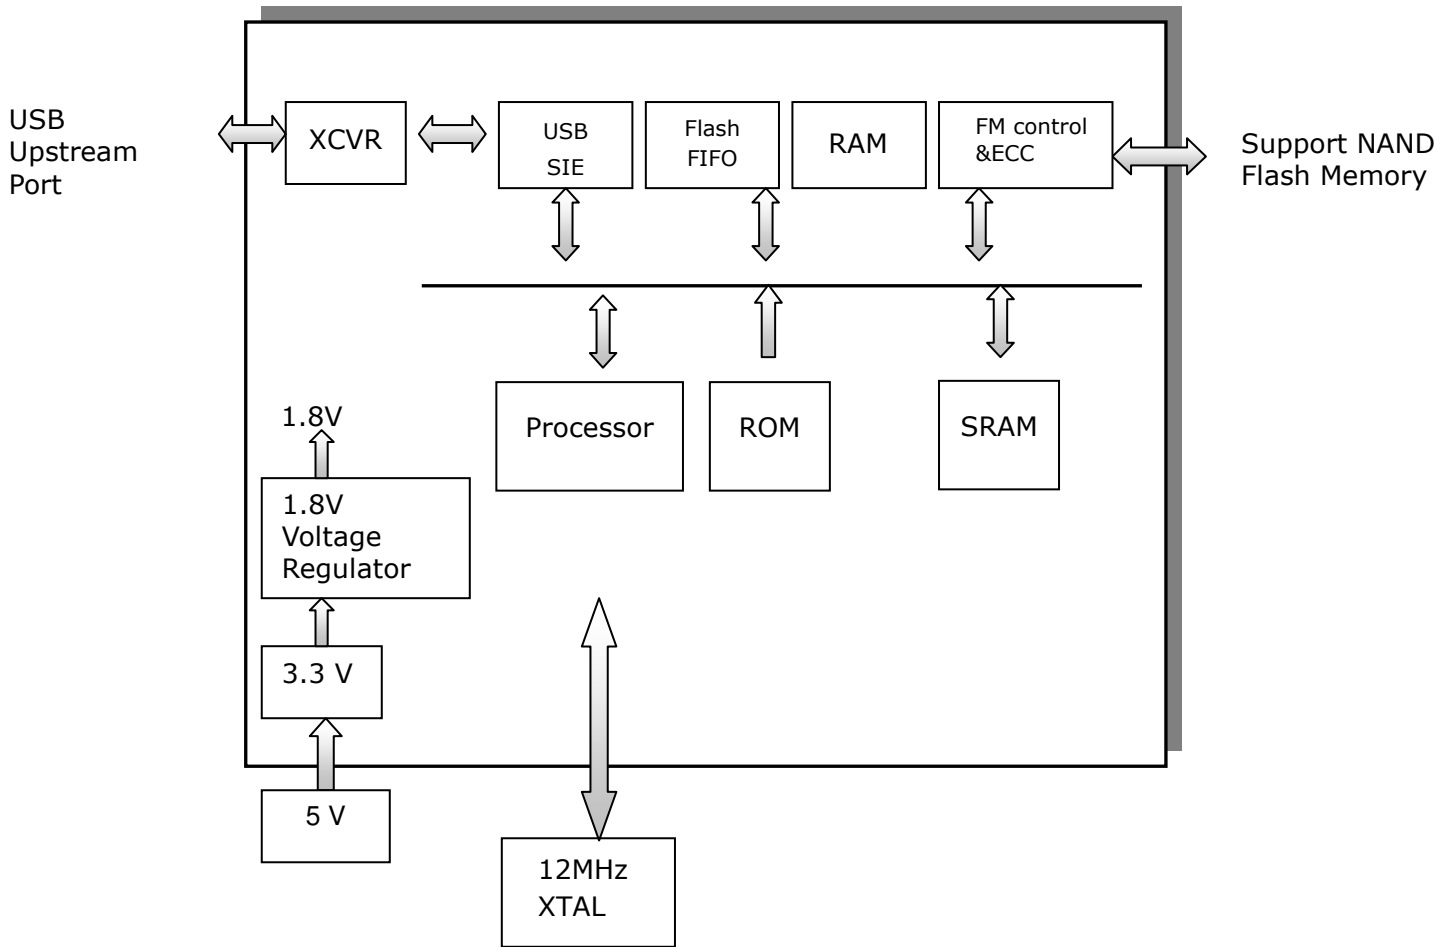 USB
Upstream
Port
XCVR
USB
SIE
Flash
FIFO
RAM
FM control
&ECC
Support NAND
Flash Memory
Processor
ROM
SRAM
1.8V
1.8V
Voltage
Regulator
3.3 V
5 V
12MHz
XTAL